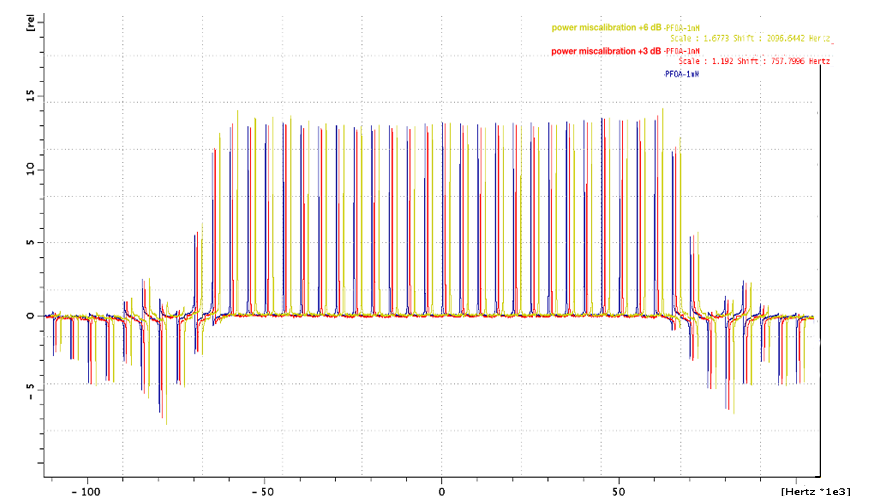 [rel
power miscalibration +6 dB -PFOA-1mM
Scale : 1.6773 Shift : 2096.6442 Hertz
power miscalibration +3 dB -PFOA-1mM
Scale : 1.192 Shift : 757.7996 Hertz
-PFOA-1mM
15
10
5
0
- 5
- 100
- 50
0
50
[Hertz *1e3]